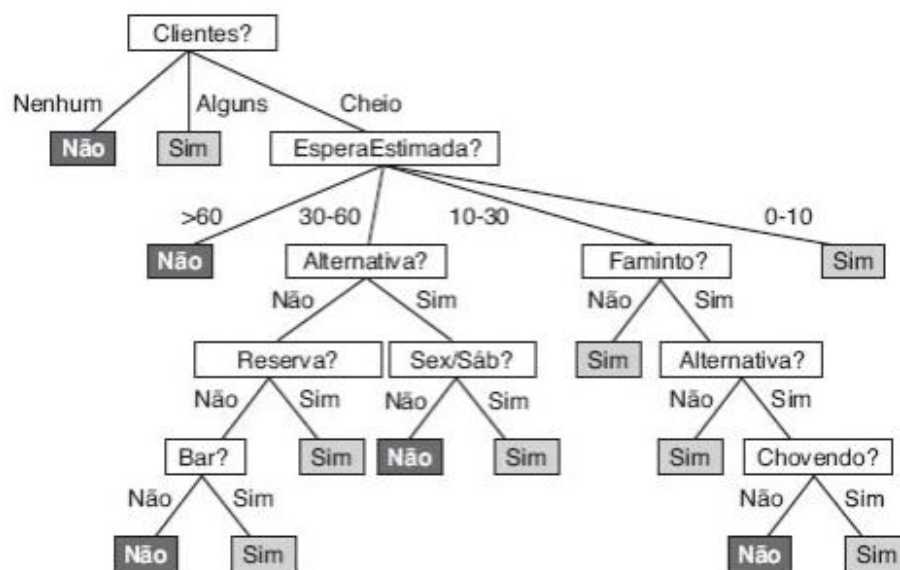 Clientes?
Nenhum Alguns Cheio
Não Sim EsperaEstimada?
>60 30-60 10-30 0-10
Não Alternativa? Faminto? Sim
Não Sim Não Sim
Reserva? Sex/Sáb? Sim Alternativa?
Não Sim Não Sim Não Sim
Bar? Sim Não Sim Sim Chovendo?
Não Sim Não Sim
Não Sim Não Sim